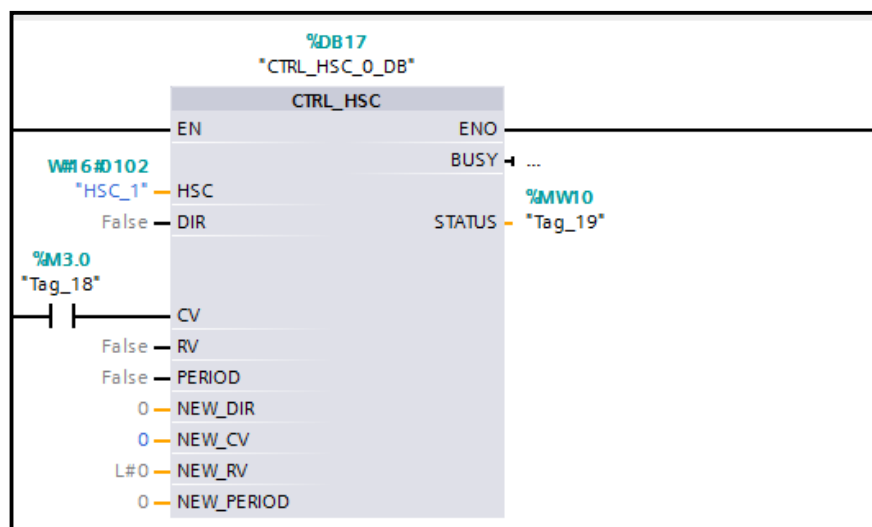 %DB17
"CTRL_HSC_0_DB"
CTRL_HSC
EN ENO
BUSY ...
W#16#0102
"HSC_1" HSC
%MW10
False DIR STATUS "Tag_19"
%M3.0
"Tag_18"
CV
False RV
False PERIOD
0 NEW_DIR
0 NEW_CV
L#0 NEW_RV
0 NEW_PERIOD